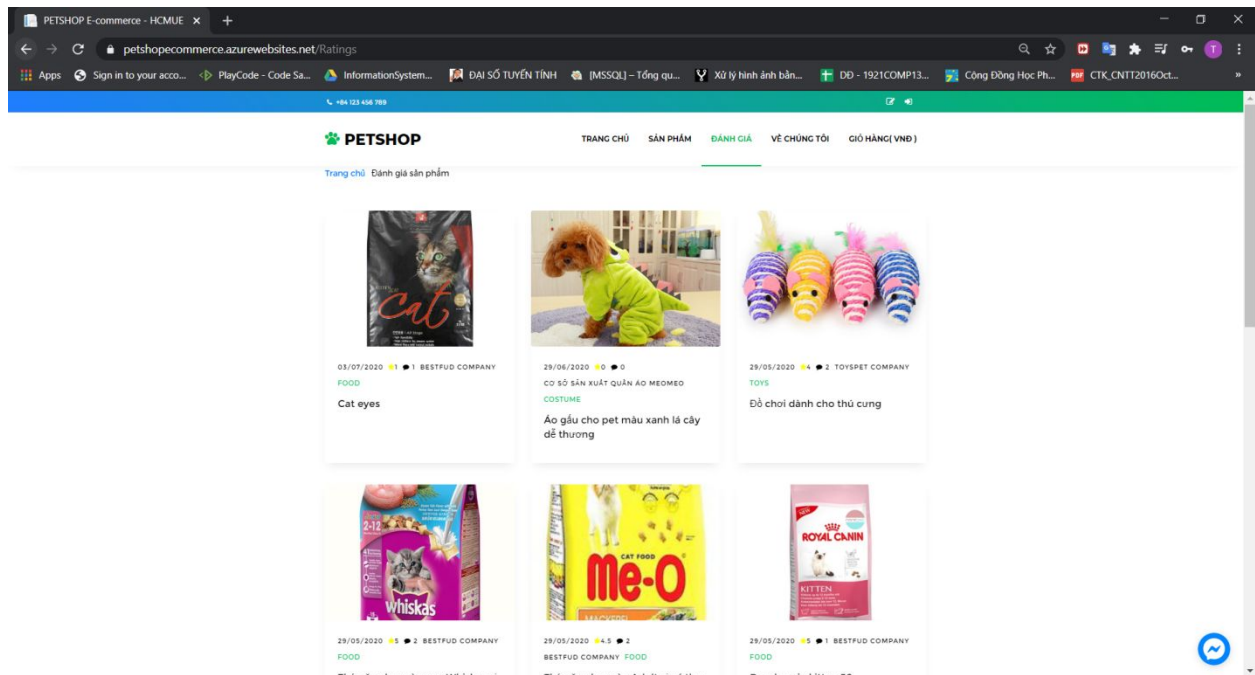 PETSHOP E-commerce - HCMUE
petshopecommerce.azurewebsites.net/Ratings
Apps Sign in to your acco... PlayCode - Code Sa... InformationSystem... ĐẠI SỐ TUYẾN TÍNH [MSSQL] – Tổng qu... Xử lý hình ảnh bằn... DĐ - 1921COMP13... Cộng Đồng Học Ph... CTK_CNTT2016Oct... »
+84 123 456 789
PETSHOP TRANG CHỦ SẢN PHẨM ĐÁNH GIÁ VỀ CHÚNG TÔI GIỎ HÀNG( VNĐ )
Trang chủ Đánh giá sản phẩm
Cat
03/07/2020 1 1 BESTFUD COMPANY
FOOD
Cat eyes
29/06/2020 0 0
CƠ SỞ SẢN XUẤT QUẦN ÁO MEOMEO
COSTUME
Áo gấu cho pet màu xanh lá cây
dễ thương
29/05/2020 4 2 TOYSPET COMPANY
TOYS
Đồ chơi dành cho thú cưng
2-12
whiskas
29/05/2020 5 2 BESTFUD COMPANY
FOOD
CAT FOOD
Me-O
MACKEREL
29/05/2020 4.5 2
BESTFUD COMPANY FOOD
ROYAL CANIN
KITTEN
29/05/2020 5 1 BESTFUD COMPANY
FOOD